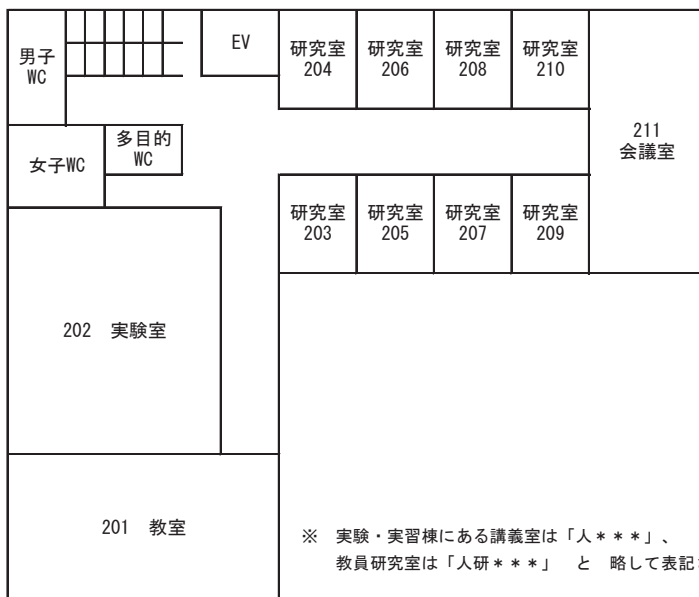 男子
WC
EV
研究室
204
研究室
206
研究室
208
研究室
210
211
会議室
女子WC
多目的
WC
研究室
203
研究室
205
研究室
207
研究室
209
202 実験室
201 教室
※ 実験・実習棟にある講義室は「人＊＊＊」、
教員研究室は「人研＊＊＊」 と 略して表記